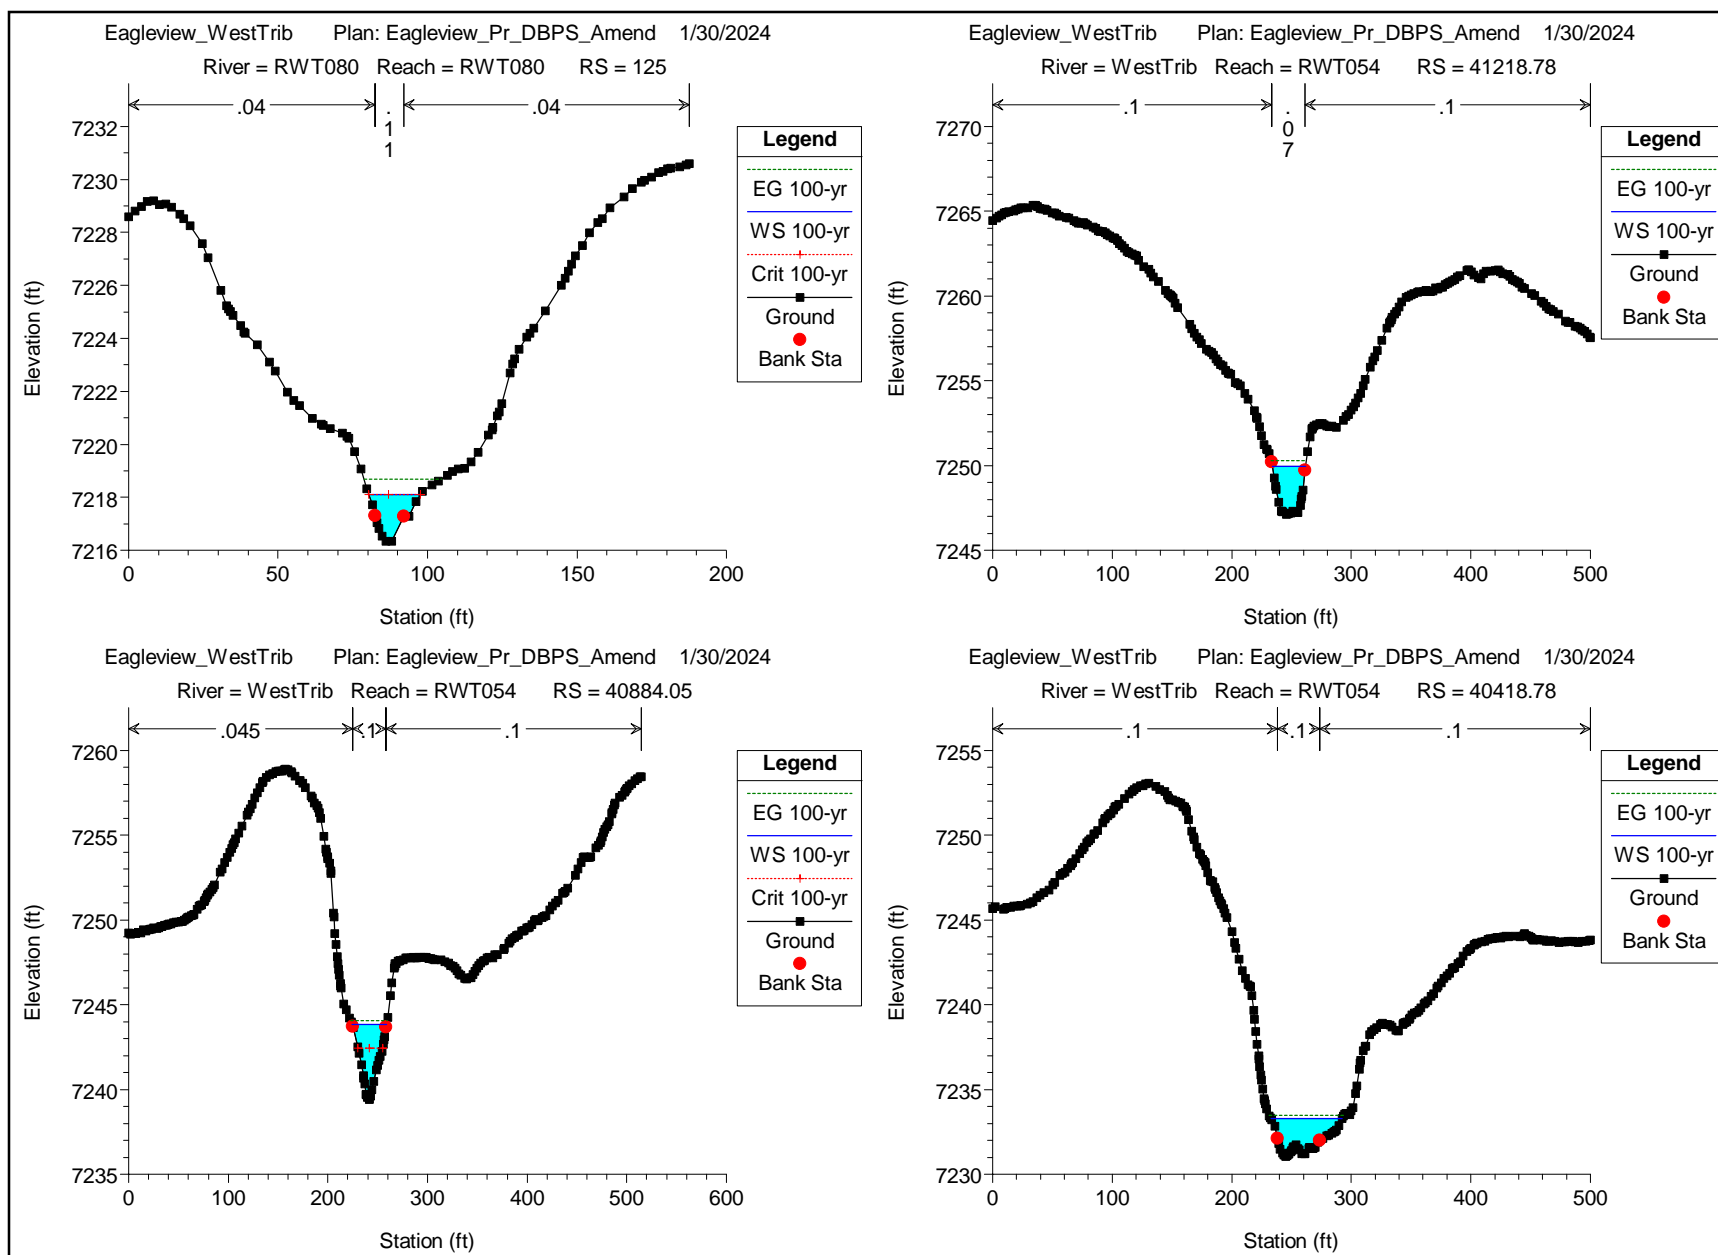 Eagleview_WestTrib Plan: Eagleview_Pr_DBPS_Amend 1/30/2024
River = RWT080 Reach = RWT080 RS = 125
.04
.11
.04
7232
7230
7228
7226
7224
7222
7220
7218
7216
Elevation (ft)
0 50 100 150 200
Station (ft)
Legend
EG 100-yr
WS 100-yr
Crit 100-yr
Ground
Bank Sta
Eagleview_WestTrib Plan: Eagleview_Pr_DBPS_Amend 1/30/2024
River = WestTrib Reach = RWT054 RS = 41218.78
.1
.07
.1
7270
7265
7260
7255
7250
7245
Elevation (ft)
0 100 200 300 400 500
Station (ft)
Legend
EG 100-yr
WS 100-yr
Ground
Bank Sta
Eagleview_WestTrib Plan: Eagleview_Pr_DBPS_Amend 1/30/2024
River = WestTrib Reach = RWT054 RS = 40884.05
.045 .1 .1
7260
7255
7250
7245
7240
7235
Elevation (ft)
0 100 200 300 400 500 600
Station (ft)
Legend
EG 100-yr
WS 100-yr
Crit 100-yr
Ground
Bank Sta
Eagleview_WestTrib Plan: Eagleview_Pr_DBPS_Amend 1/30/2024
River = WestTrib Reach = RWT054 RS = 40418.78
.1 .1 .1
7255
7250
7245
7240
7235
7230
Elevation (ft)
0 100 200 300 400 500
Station (ft)
Legend
EG 100-yr
WS 100-yr
Ground
Bank Sta